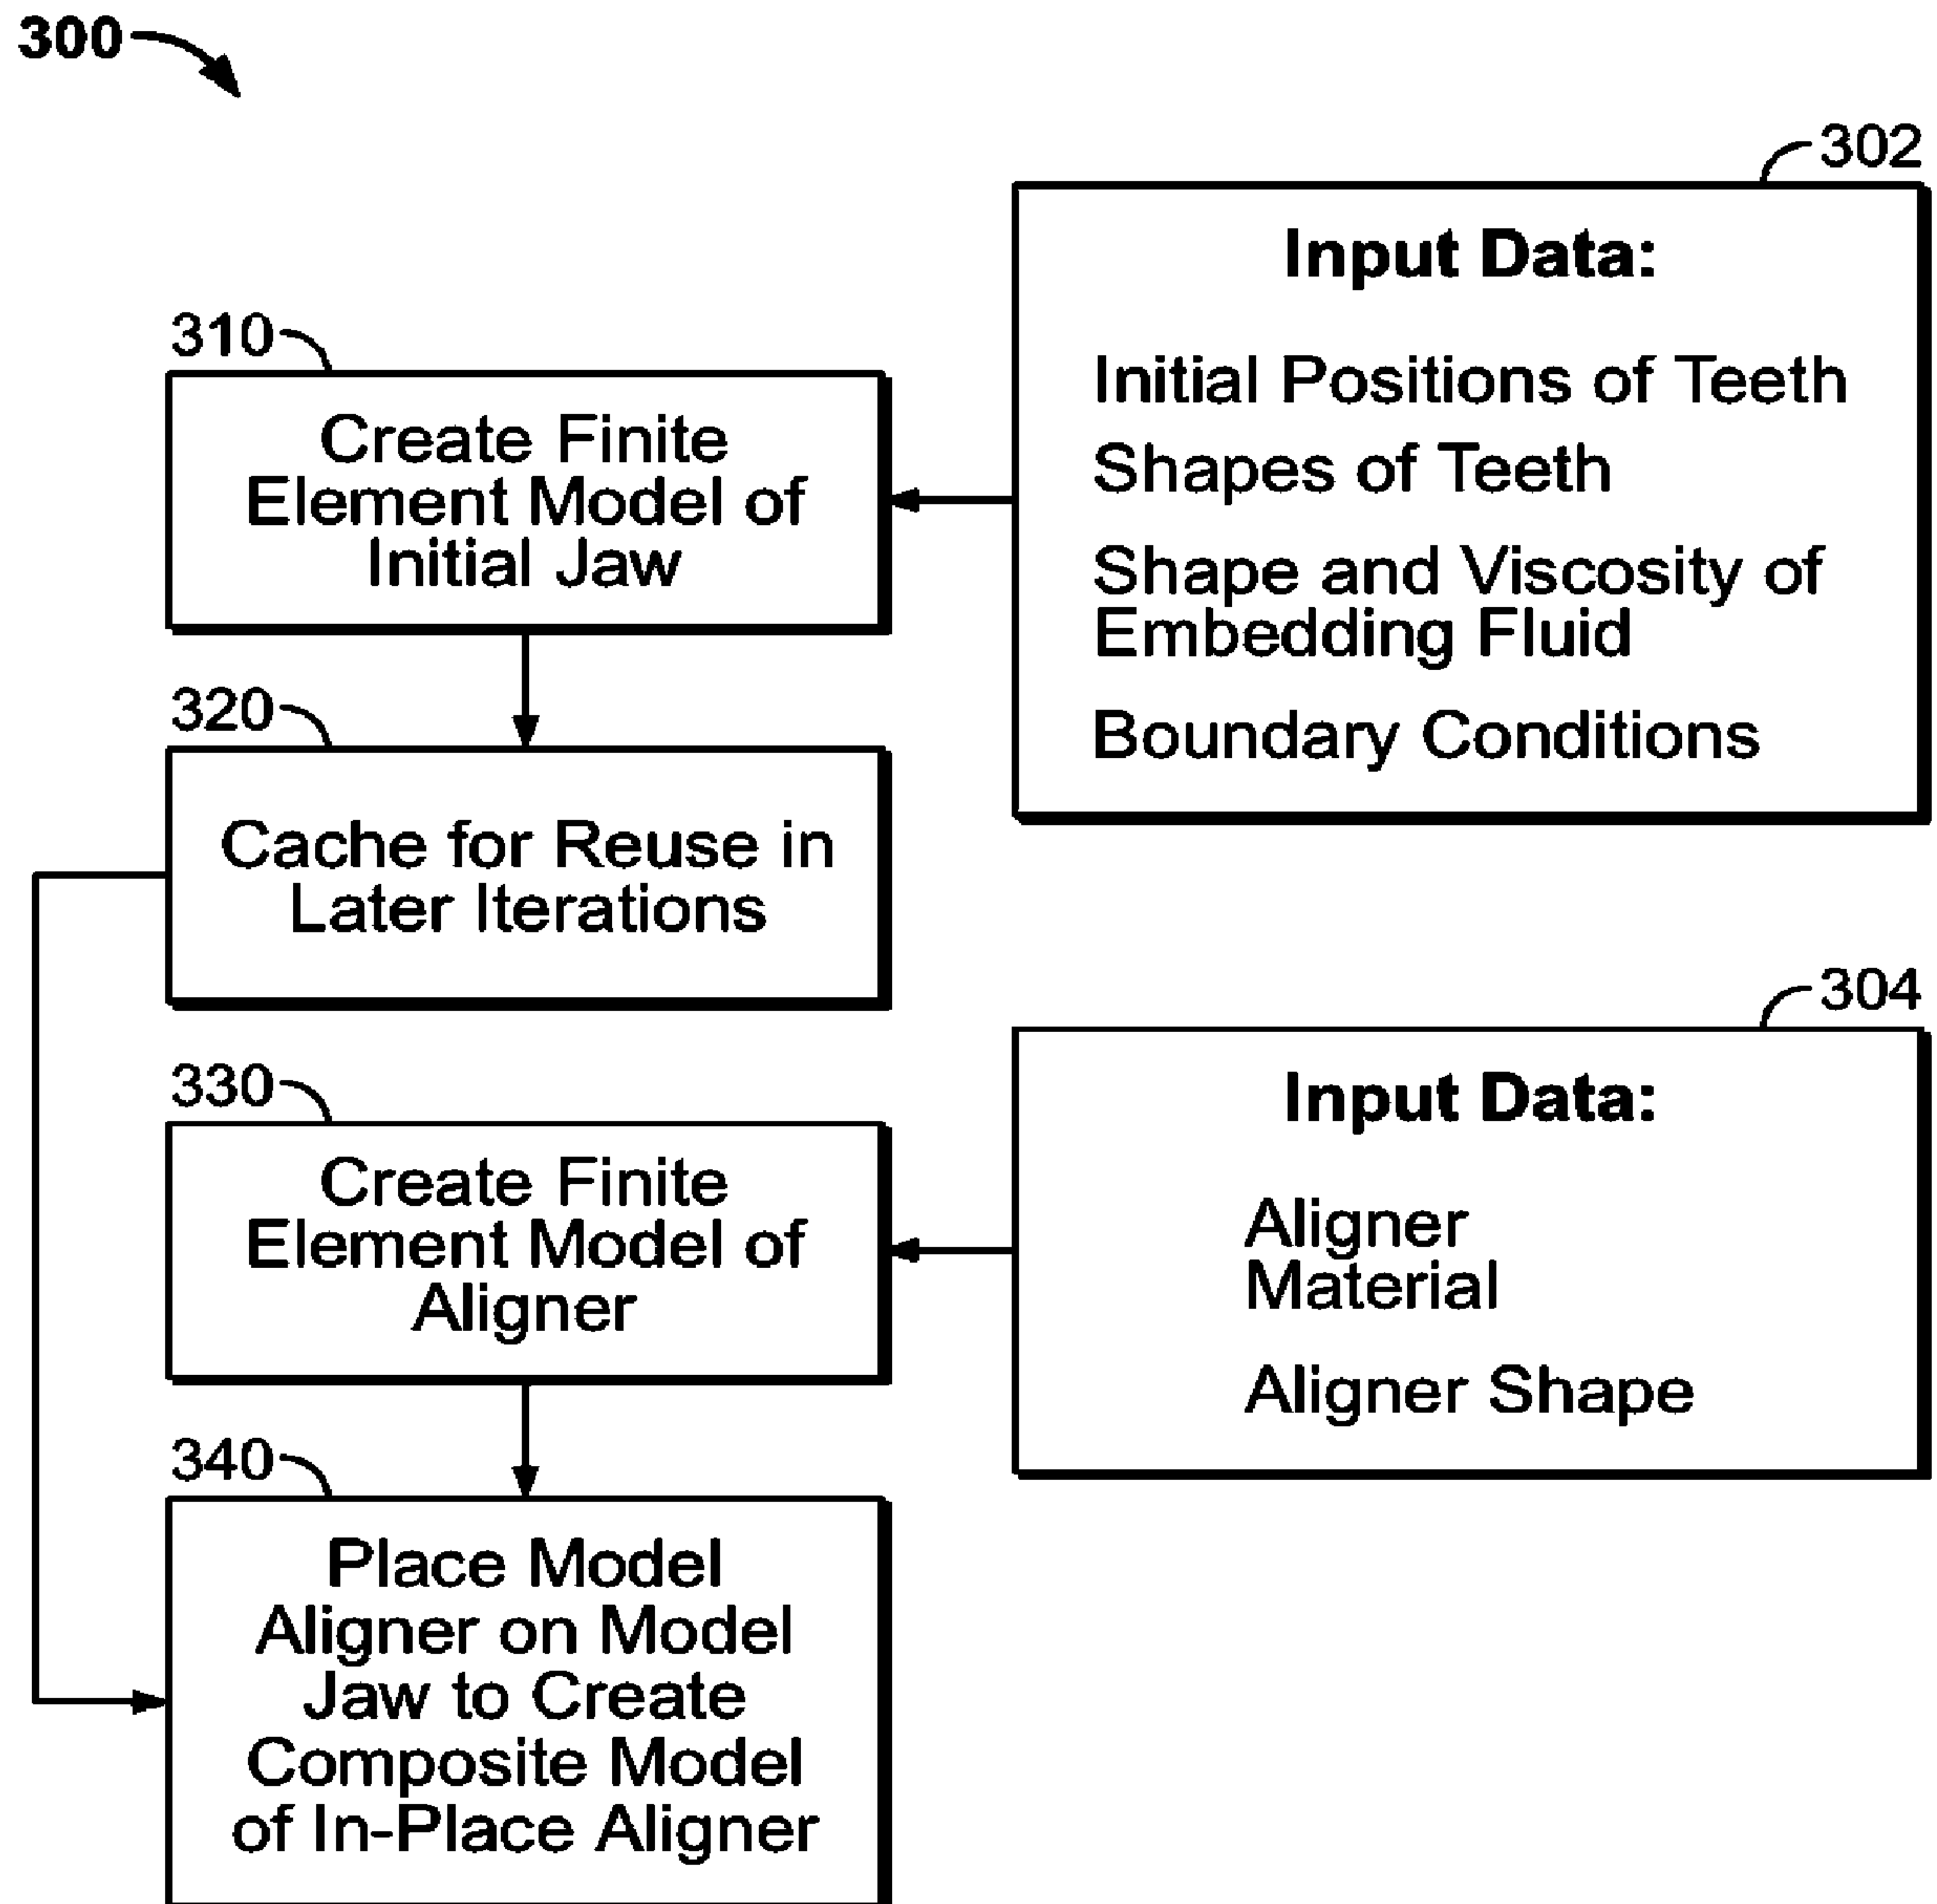 300
302
Input Data:
Initial Positions of Teeth
Shapes of Teeth
Shape and Viscosity of
Embedding Fluid
Boundary Conditions
310
Create Finite
Element Model of
Initial Jaw
320
Cache for Reuse in
Later Iterations
304
Input Data:
Aligner
Material
Aligner Shape
330
Create Finite
Element Model of
Aligner
340
Place Model
Aligner on Model
Jaw to Create
Composite Model
of In-Place Aligner